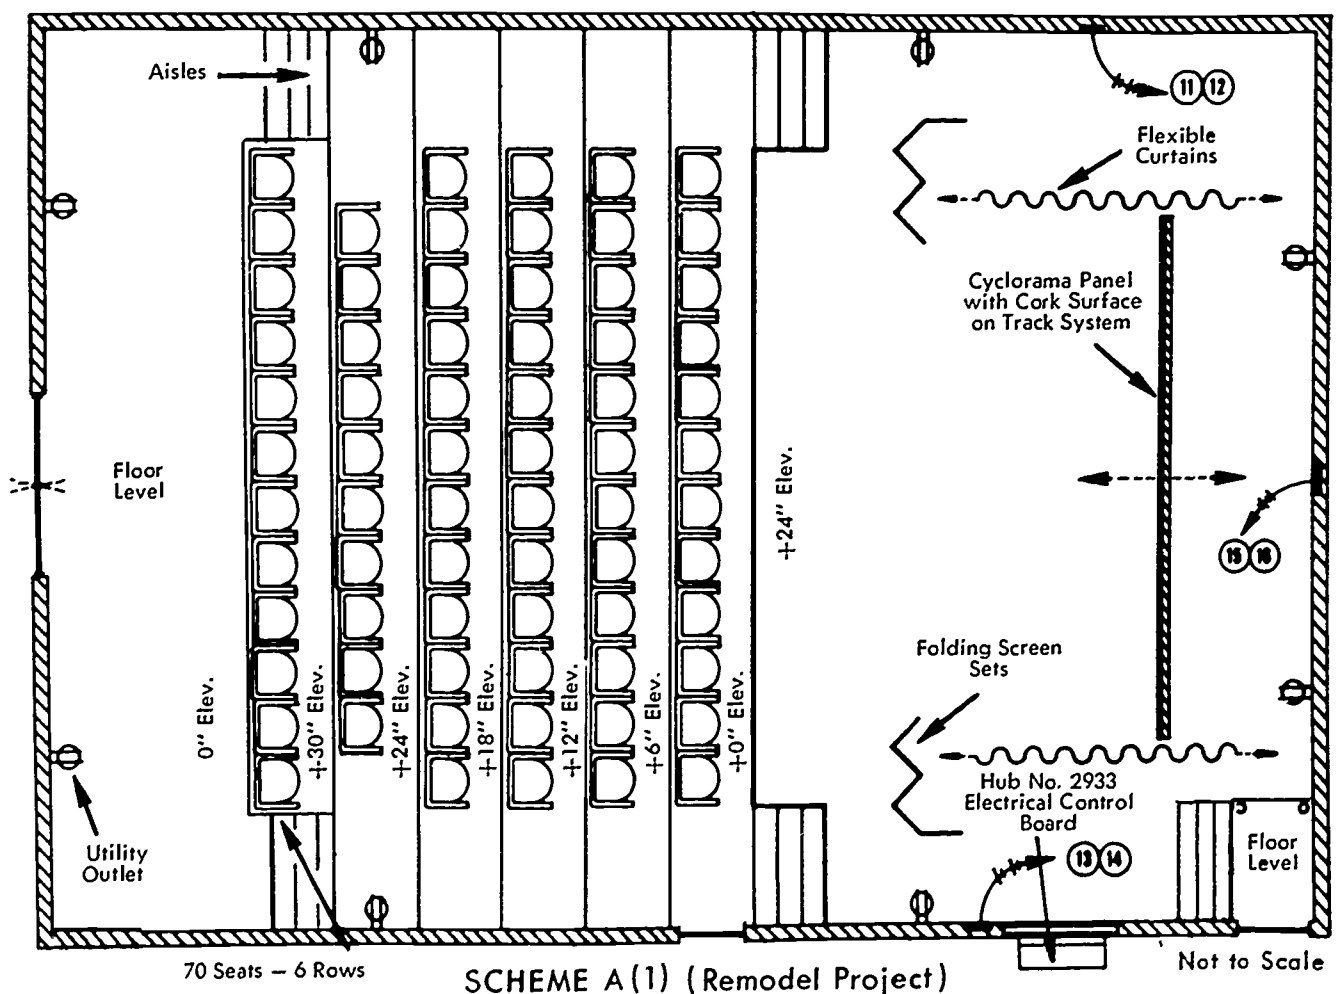 Aisles
11 12
Flexible
Curtains
Cyclorama Panel
with Cork Surface
on Track System
Floor
Level
+24" Elev.
15 16
Folding Screen
Sets
0" Elev.
+30" Elev.
+24" Elev.
+18" Elev.
+12" Elev.
+6" Elev.
+0" Elev.
Hub No. 2933
Electrical Control
Board
13 14
Floor
Level
Utility
Outlet
70 Seats – 6 Rows
SCHEME A(1) (Remodel Project)
Not to Scale